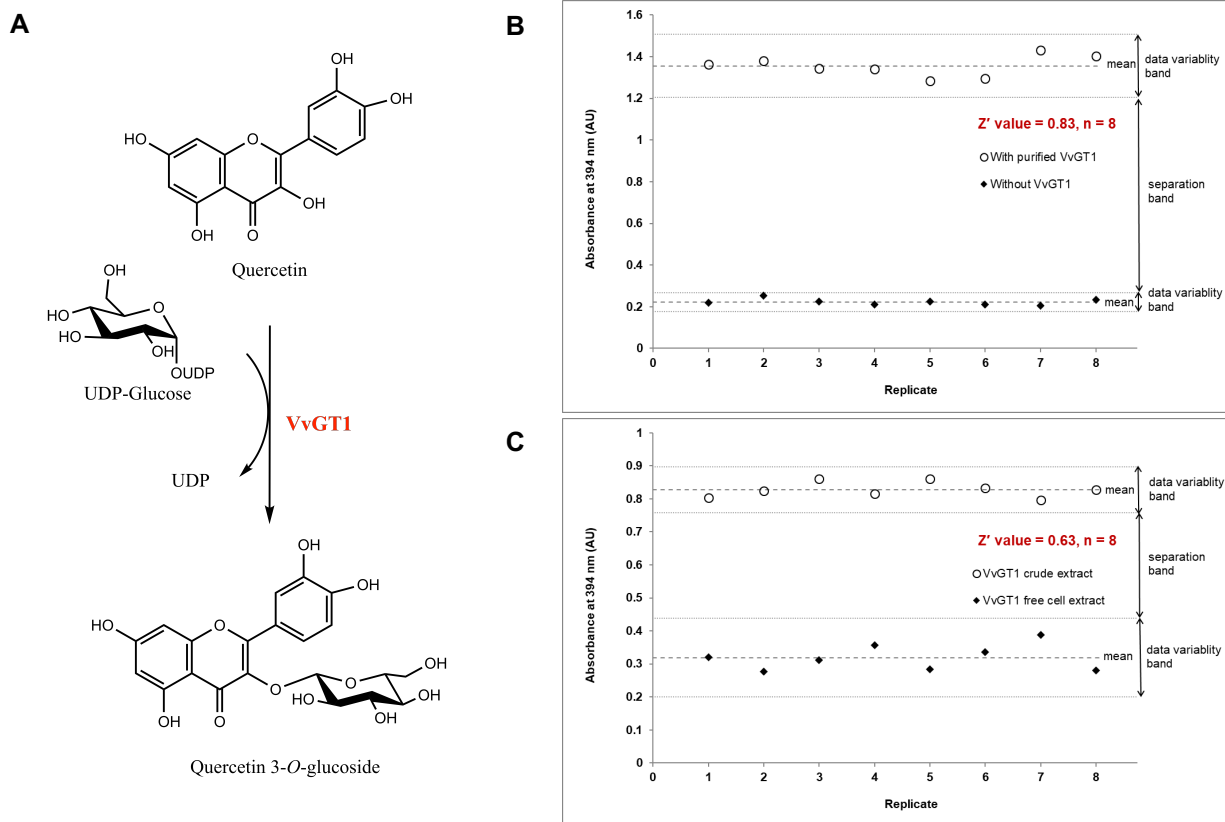 A
OH
OH
HO
O
OH
OH
O
Quercetin
OH
HO
O
HO
OH
OUDP
UDP-Glucose
VvGT1
UDP
OH
OH
HO
O
O
OH
O
O
HO
OH
OH
OH
Quercetin 3-O-glucoside
B
Absorbance at 394 nm (AU)
1.6
1.4
1.2
1
0.8
0.6
0.4
0.2
0
mean
data variablity
band
Z′ value = 0.83, n = 8
With purified VvGT1
Without VvGT1
separation
band
data variablity
band
mean
0
1
2
3
4
5
6
7
8
Replicate
C
Absorbance at 394 nm (AU)
1
0.9
0.8
0.7
0.6
0.5
0.4
0.3
0.2
0.1
0
mean
data variablity
band
Z′ value = 0.63, n = 8
VvGT1 crude extract
VvGT1 free cell extract
separation
band
mean
data variablity
band
0
1
2
3
4
5
6
7
8
Replicate